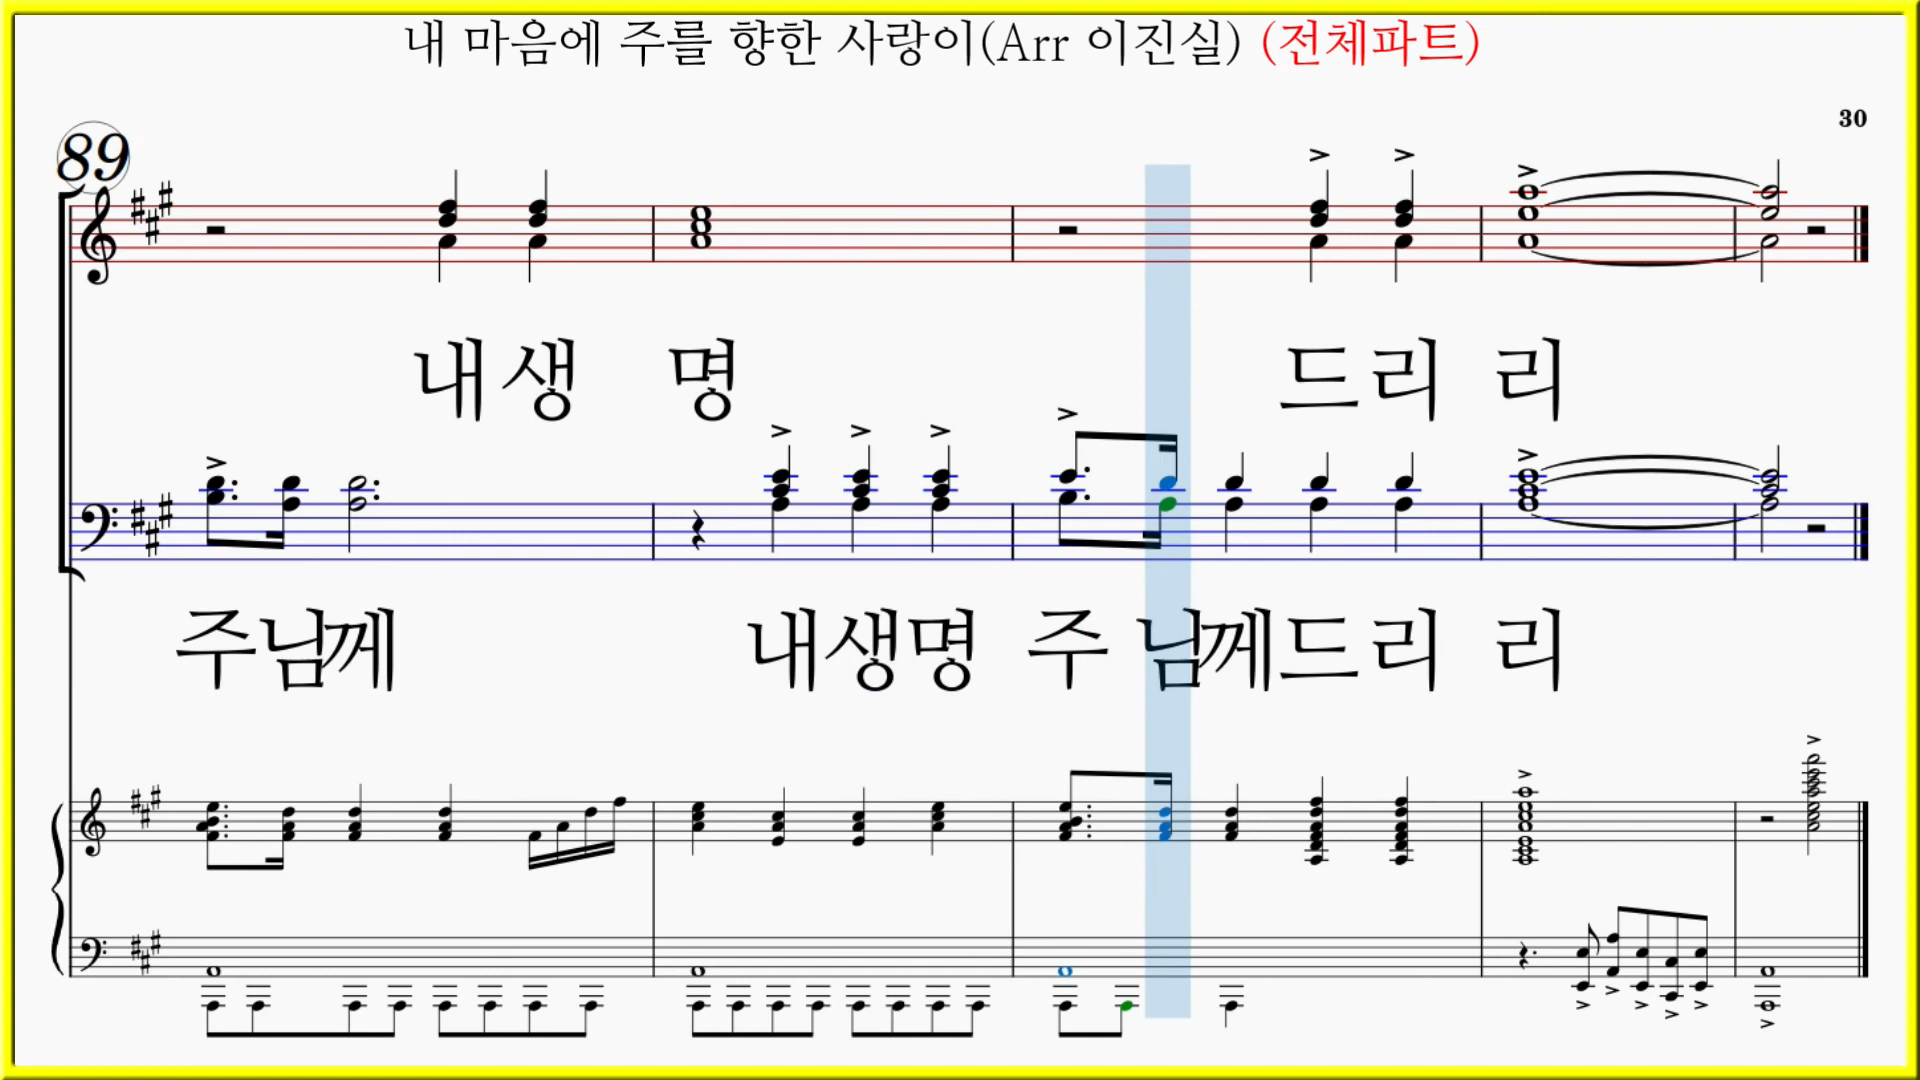 내 마음에 주를 향한 사랑이(Arr 이진실) (전체파트)
30
89
내 생 명 드 리 리
주 님 께 내 생 명 주 님 께 드 리 리